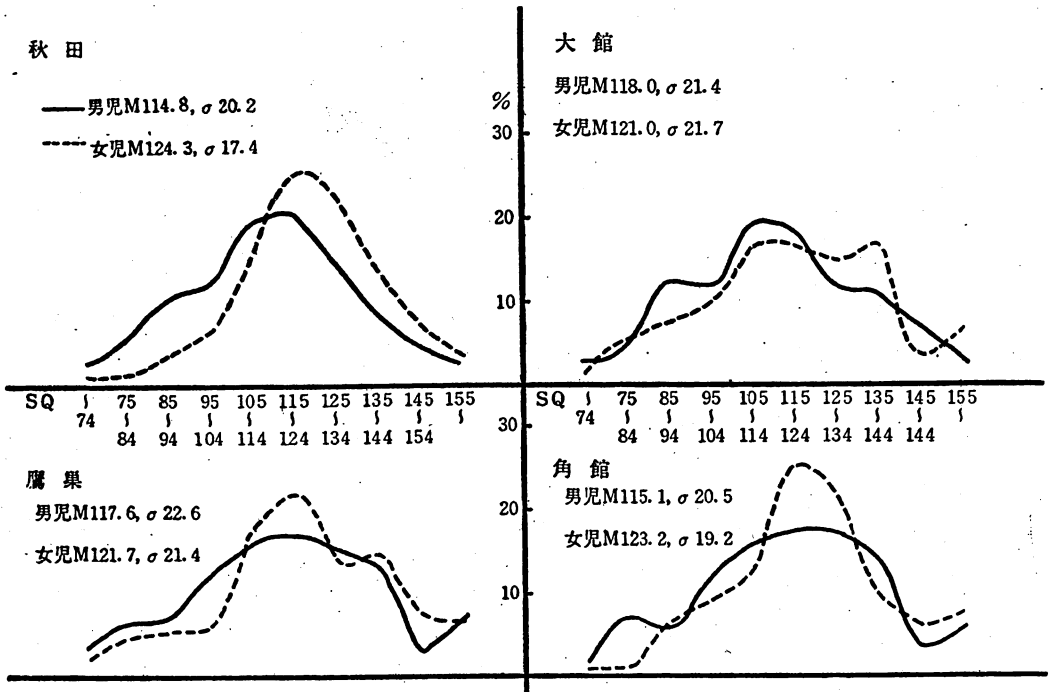 秋田
男児M114.8, σ 20.2
女児M124.3, σ 17.4
大館
男児M118.0, σ 21.4
女児M121.0, σ 21.7
%
30
20
10
SQ ~74 75~84 85~94 95~104 105~114 115~124 125~134 135~144 145~154 155~
SQ ~74 75~84 85~94 95~104 105~114 115~124 125~134 135~144 145~144 155~
鷹巣
男児M117.6, σ 22.6
女児M121.7, σ 21.4
角館
男児M115.1, σ 20.5
女児M123.2, σ 19.2
30
20
10